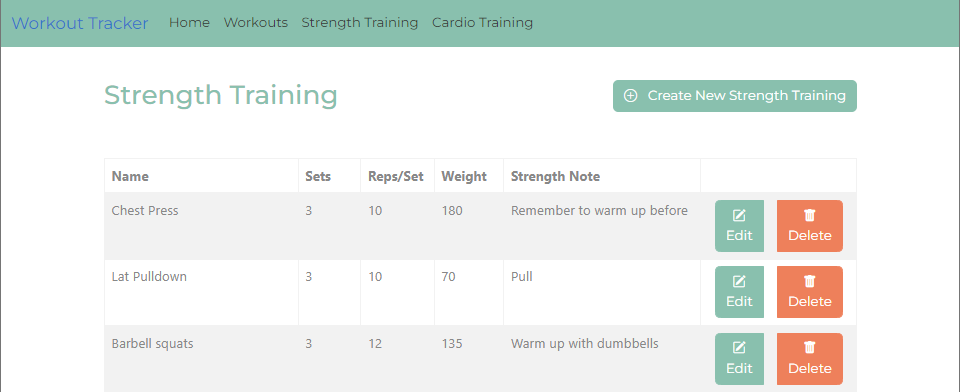 Workout Tracker Home Workouts Strength Training Cardio Training
Strength Training Create New Strength Training
Name Sets Reps/Set Weight Strength Note
Chest Press 3 10 180 Remember to warm up before Edit Delete
Lat Pulldown 3 10 70 Pull Edit Delete
Barbell squats 3 12 135 Warm up with dumbbells Edit Delete